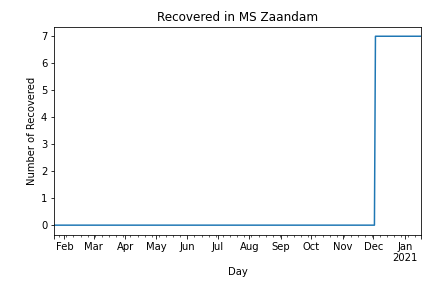 Recovered in MS Zaandam
Number of Recovered
7
6
5
4
3
2
1
0
Feb Mar Apr May Jun Jul Aug Sep Oct Nov Dec Jan
2021
Day